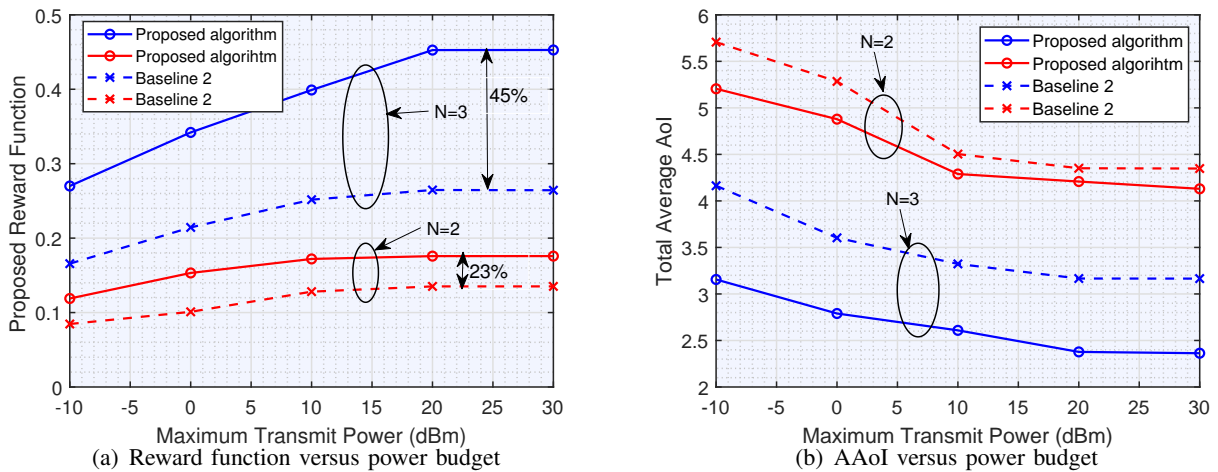 0.5
0.4
0.3
0.2
0.1
0
Proposed Reward Function
Proposed algorithm
Proposed algorihtm
Baseline 2
Baseline 2
45%
N=3
N=2
23%
-10 -5 0 5 10 15 20 25 30
Maximum Transmit Power (dBm)
(a) Reward function versus power budget
6
5.5
5
4.5
4
3.5
3
2.5
2
Total Average AoI
N=2
Proposed algorithm
Proposed algorihtm
Baseline 2
Baseline 2
N=3
-10 -5 0 5 10 15 20 25 30
Maximum Transmit Power (dBm)
(b) AAoI versus power budget